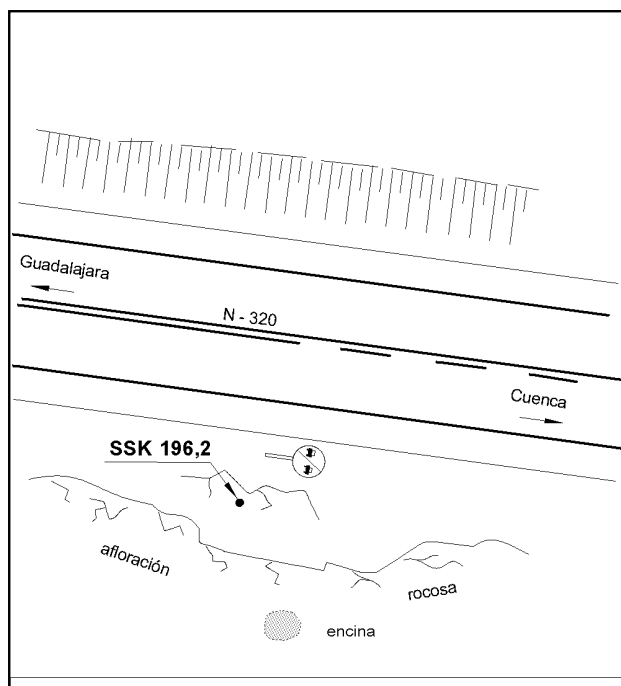 Guadalajara
N - 320
Cuenca
SSK 196,2
afloración
rocosa
encina